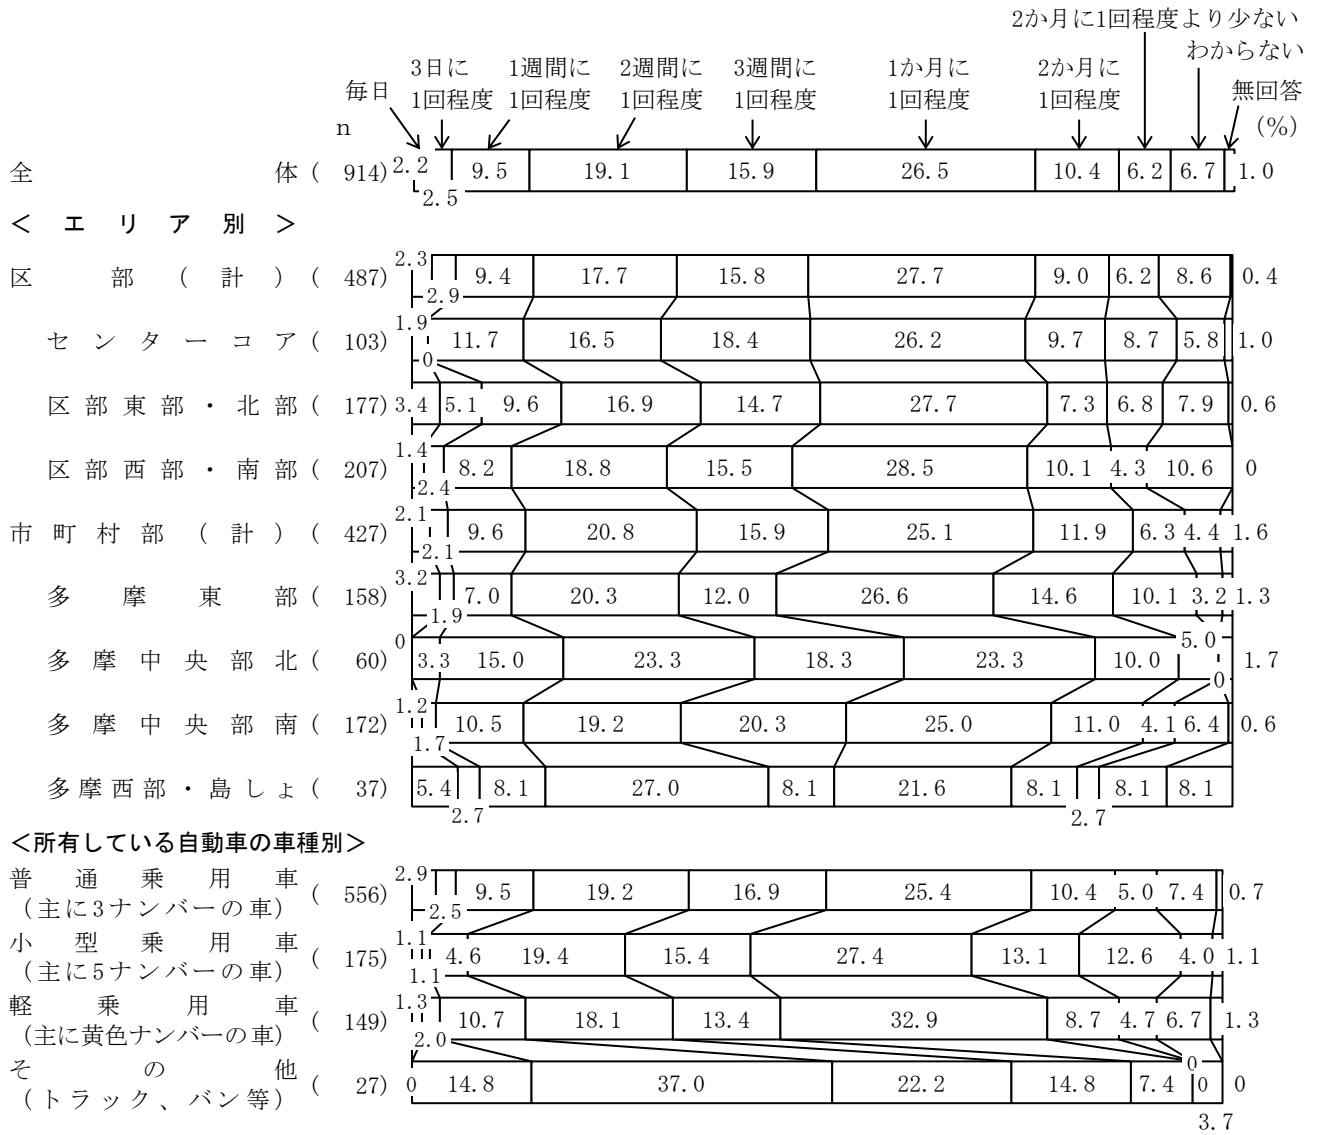 2か月に1回程度より少ない
わからない
3日に 1週間に 2週間に 3週間に 1か月に 2か月に
毎日 1回程度 1回程度 1回程度 1回程度 1回程度 1回程度 無回答
n (%)
全体 ( 914) 2.2 2.5 9.5 19.1 15.9 26.5 10.4 6.2 6.7 1.0
＜エリア別＞
区部(計) ( 487) 2.3 2.9 9.4 17.7 15.8 27.7 9.0 6.2 8.6 0.4
センターコア ( 103) 1.9 0 11.7 16.5 18.4 26.2 9.7 8.7 5.8 1.0
区部東部・北部 ( 177) 3.4 5.1 9.6 16.9 14.7 27.7 7.3 6.8 7.9 0.6
区部西部・南部 ( 207) 1.4 2.4 8.2 18.8 15.5 28.5 10.1 4.3 10.6 0
市町村部(計) ( 427) 2.1 2.1 9.6 20.8 15.9 25.1 11.9 6.3 4.4 1.6
多摩東部 ( 158) 3.2 1.9 7.0 20.3 12.0 26.6 14.6 10.1 3.2 1.3
多摩中央部北 ( 60) 0 3.3 15.0 23.3 18.3 23.3 10.0 5.0 0 1.7
多摩中央部南 ( 172) 1.2 1.7 10.5 19.2 20.3 25.0 11.0 4.1 6.4 0.6
多摩西部・島しょ ( 37) 5.4 2.7 8.1 27.0 8.1 21.6 8.1 2.7 8.1 8.1
＜所有している自動車の車種別＞
普通乗用車
(主に3ナンバーの車) ( 556) 2.9 2.5 9.5 19.2 16.9 25.4 10.4 5.0 7.4 0.7
小型乗用車
(主に5ナンバーの車) ( 175) 1.1 1.1 4.6 19.4 15.4 27.4 13.1 12.6 4.0 1.1
軽乗用車
(主に黄色ナンバーの車) ( 149) 1.3 2.0 10.7 18.1 13.4 32.9 8.7 4.7 6.7 1.3
その他
(トラック、バン等) ( 27) 0 14.8 37.0 22.2 14.8 7.4 0 0 0
3.7